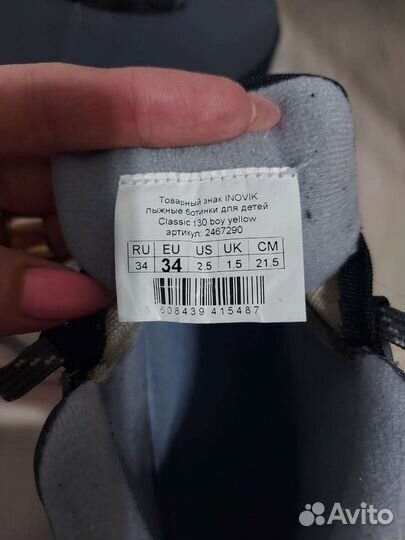 Товарный знак INOVIK
лыжные ботинки для детей
Classic 130 boy yellow
артикул: 2467290
RU EU US UK CM
34 34 2.5 1.5 21.5
3 608439 415487
Avito